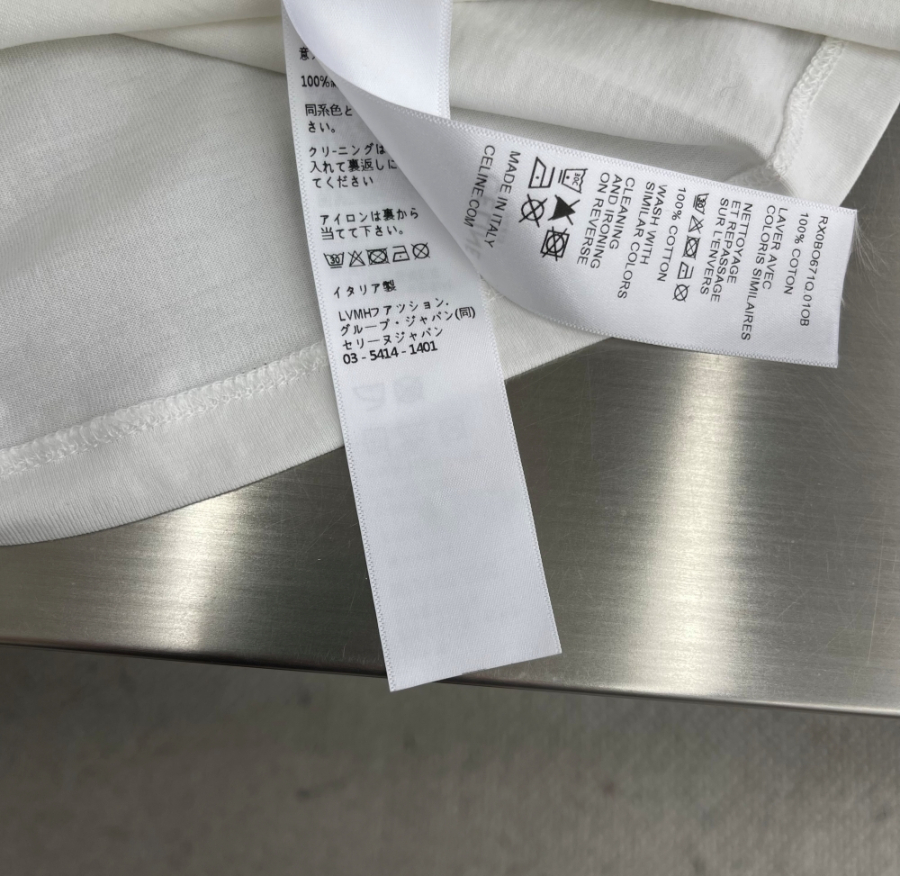 100%
同系色と
さい。
クリーニングは
入れて裏返しに
てください
アイロンは裏から
当てて下さい。
30
イタリア製
LVMHファッション.
グループ・ジャパン(同)
セリーヌジャパン
03 - 5414 - 1401
RX0BO671Q.01OB
100% COTON
LAVER AVEC
COLORIS SIMILAIRES
NETTOYAGE
ET REPASSAGE
SUR L'ENVERS
30
100% COTTON
WASH WITH
SIMILAR COLORS
CLEANING
AND IRONING
ON REVERSE
30
MADE IN ITALY
CELINE.COM